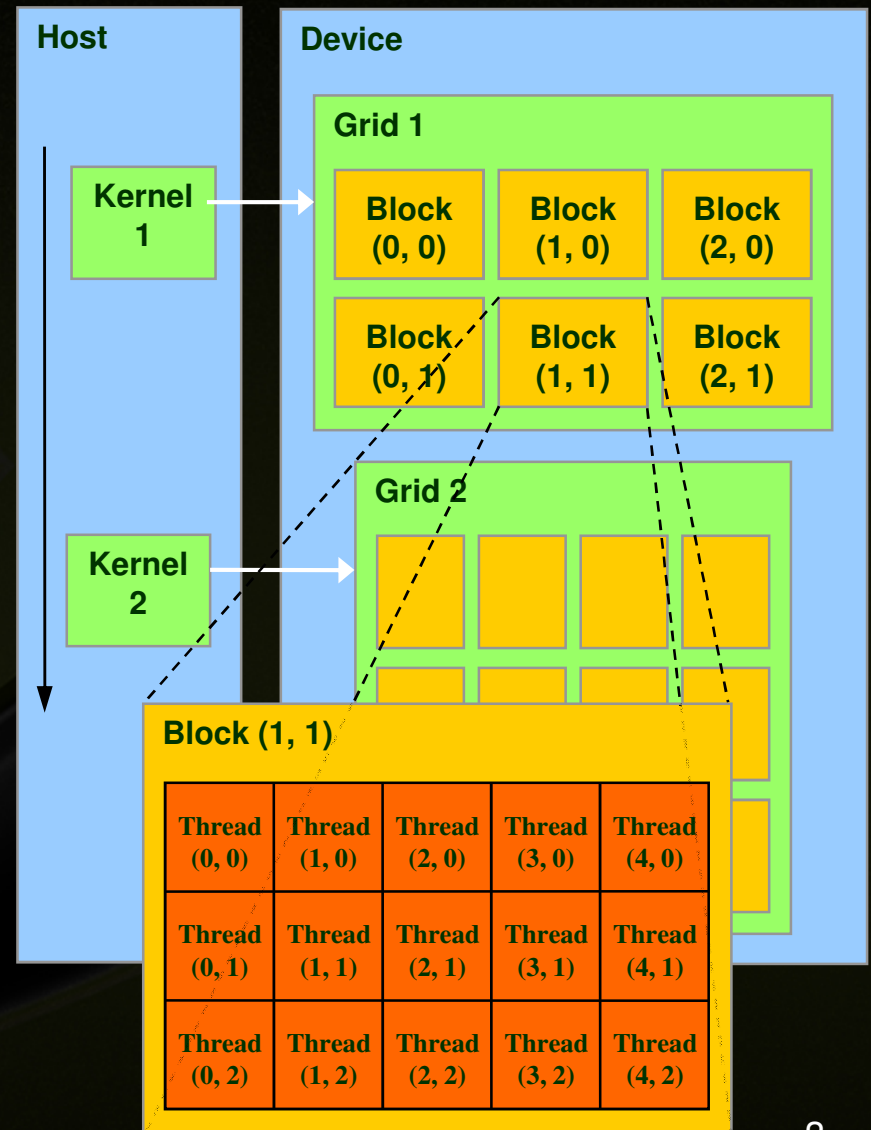 Host
Device
Grid 1
Kernel
1
Block
(0, 0)
Block
(1, 0)
Block
(2, 0)
Block
(0, 1)
Block
(1, 1)
Block
(2, 1)
Grid 2
Kernel
2
Block (1, 1)
Thread
(0, 0)
Thread
(1, 0)
Thread
(2, 0)
Thread
(3, 0)
Thread
(4, 0)
Thread
(0, 1)
Thread
(1, 1)
Thread
(2, 1)
Thread
(3, 1)
Thread
(4, 1)
Thread
(0, 2)
Thread
(1, 2)
Thread
(2, 2)
Thread
(3, 2)
Thread
(4, 2)